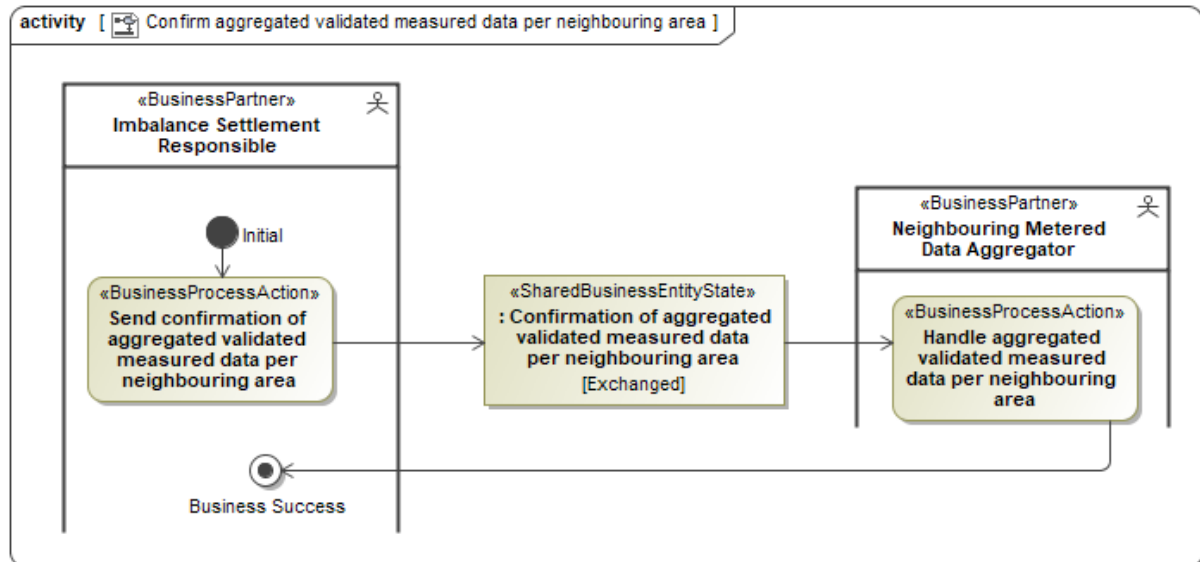 activity [ Confirm aggregated validated measured data per neighbouring area ]
«BusinessPartner»
Imbalance Settlement
Responsible
Initial
«BusinessProcessAction»
Send confirmation of
aggregated validated
measured data per
neighbouring area
«SharedBusinessEntityState»
: Confirmation of aggregated
validated measured data
per neighbouring area
[Exchanged]
«BusinessPartner»
Neighbouring Metered
Data Aggregator
«BusinessProcessAction»
Handle aggregated
validated measured
data per neighbouring
area
Business Success